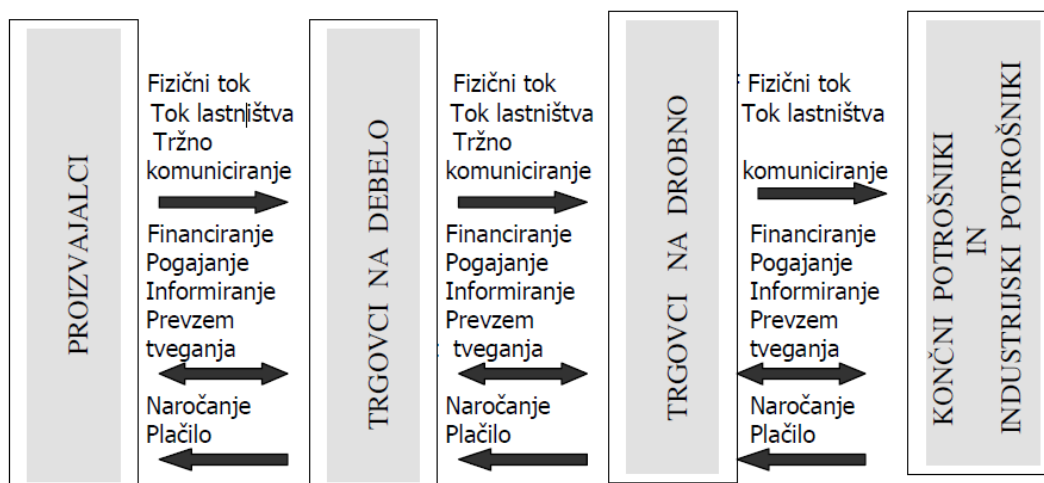 PROIZVAJALCI
Fizični tok
Tok lastništva
Tržno
komuniciranje
Financiranje
Pogajanje
Informiranje
Prevzem
tveganja
Naročanje
Plačilo
TRGOVCI NA DEBELO
Fizični tok
Tok lastništva
Tržno
komuniciranje
Financiranje
Pogajanje
Informiranje
Prevzem
tveganja
Naročanje
Plačilo
TRGOVCI NA DROBNO
Fizični tok
Tok lastništva
komuniciranje
Financiranje
Pogajanje
Informiranje
Prevzem
tveganja
Naročanje
Plačilo
KONČNI POTROŠNIKI
IN
INDUSTRIJSKI POTROŠNIKI